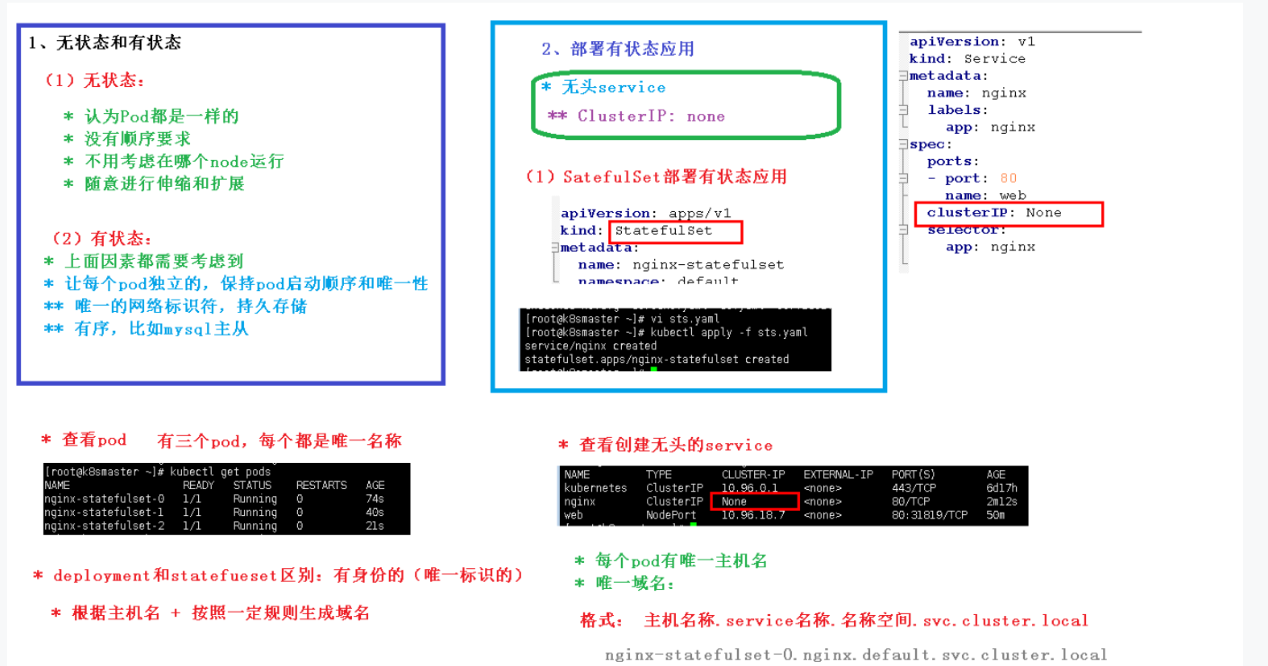 1、无状态和有状态
（1）无状态：
* 认为Pod都是一样的
* 没有顺序要求
* 不用考虑在哪个node运行
* 随意进行伸缩和扩展
（2）有状态：
* 上面因素都需要考虑到
* 让每个pod独立的，保持pod启动顺序和唯一性
** 唯一的网络标识符，持久存储
** 有序，比如mysql主从
2、部署有状态应用
* 无头service
** ClusterIP: none
（1）SatefulSet部署有状态应用
apiVersion: apps/v1
kind: StatefulSet
metadata:
name: nginx-statefulset
namespace: default
[root@k8smaster ~]# vi sts.yaml
[root@k8smaster ~]# kubectl apply -f sts.yaml
service/nginx created
statefulset.apps/nginx-statefulset created
apiVersion: v1
kind: Service
metadata:
name: nginx
labels:
app: nginx
spec:
ports:
- port: 80
name: web
clusterIP: None
selector:
app: nginx
* 查看pod 有三个pod，每个都是唯一名称
[root@k8smaster ~]# kubectl get pods
NAME READY STATUS RESTARTS AGE
nginx-statefulset-0 1/1 Running 0 74s
nginx-statefulset-1 1/1 Running 0 40s
nginx-statefulset-2 1/1 Running 0 21s
* deployment和statefueset区别：有身份的（唯一标识的）
* 根据主机名 + 按照一定规则生成域名
* 查看创建无头的service
NAME TYPE CLUSTER-IP EXTERNAL-IP PORT(S) AGE
kubernetes ClusterIP 10.96.0.1 <none> 443/TCP 6d17h
nginx ClusterIP None <none> 80/TCP 2m12s
web NodePort 10.96.18.7 <none> 80:31819/TCP 50m
* 每个pod有唯一主机名
* 唯一域名：
格式： 主机名称.service名称.名称空间.svc.cluster.local
nginx-statefulset-0.nginx.default.svc.cluster.local